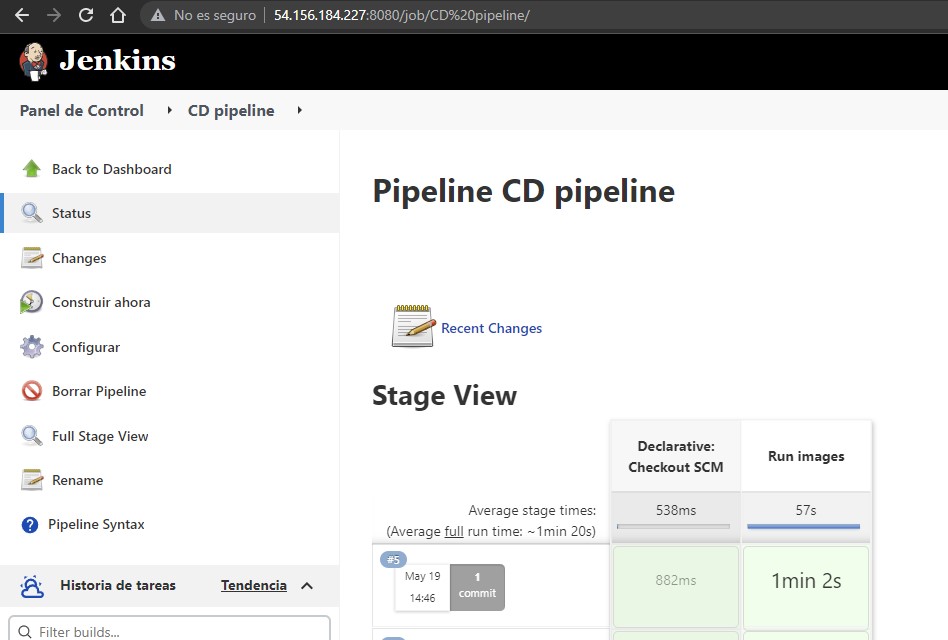 No es seguro
54.156.184.227:8080/job/CD%20pipeline/
Jenkins
Panel de Control
CD pipeline
Back to Dashboard
Status
Changes
Construir ahora
Configurar
Borrar Pipeline
Full Stage View
Rename
Pipeline Syntax
Historia de tareas
Tendencia
Filter builds...
Pipeline CD pipeline
Recent Changes
Stage View
Declarative:
Checkout SCM
Run images
Average stage times:
(Average full run time: ~1min 20s)
538ms
57s
#5
May 19
14:46
1
commit
882ms
1min 2s